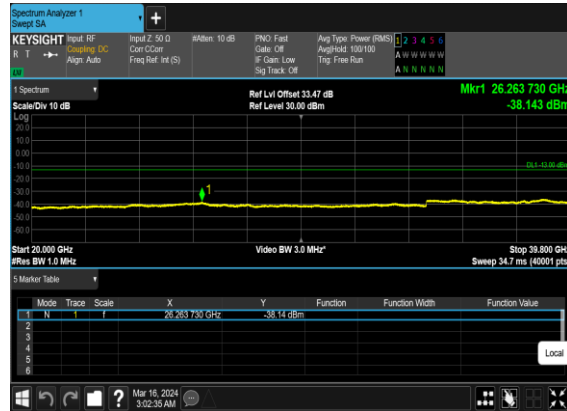 Spectrum Analyzer 1
Swept SA
+
KEYSIGHT
R T
Input: RF
Coupling: DC
Align: Auto
Input Z: 50 Ω
Corr CCorr
Freq Ref: Int (S)
#Atten: 10 dB
PNO: Fast
Gate: Off
IF Gain: Low
Sig Track: Off
Avg Type: Power (RMS)
Avg|Hold: 100/100
Trig: Free Run
1 2 3 4 5 6
A W W W W W
A N N N N N
1 Spectrum
Scale/Div 10 dB
Log
Ref Lvl Offset 33.47 dB
Ref Level 30.00 dBm
Mkr1 26.263 730 GHz
-38.143 dBm
20.0
10.0
0.00
-10.0
-20.0
-30.0
-40.0
-50.0
-60.0
DL1 -13.00 dBm
1
Start 20.000 GHz
#Res BW 1.0 MHz
Video BW 3.0 MHz*
Stop 39.800 GHz
Sweep 34.7 ms (40001 pts)
5 Marker Table
Mode Trace Scale X Y Function Function Width Function Value
1 N 1 f 26.263 730 GHz -38.14 dBm
2
3
4
5
6
Local
?
Mar 16, 2024
3:02:35 AM